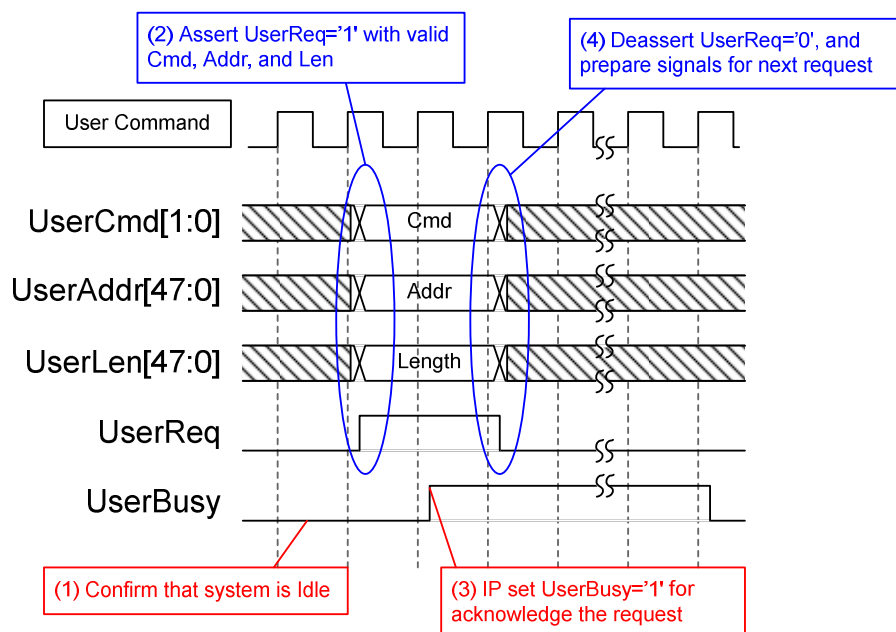 (2) Assert UserReq='1' with valid
Cmd, Addr, and Len
(4) Deassert UserReq='0', and
prepare signals for next request
User Command
UserCmd[1:0]
Cmd
UserAddr[47:0]
Addr
UserLen[47:0]
Length
UserReq
UserBusy
(1) Confirm that system is Idle
(3) IP set UserBusy='1' for
acknowledge the request